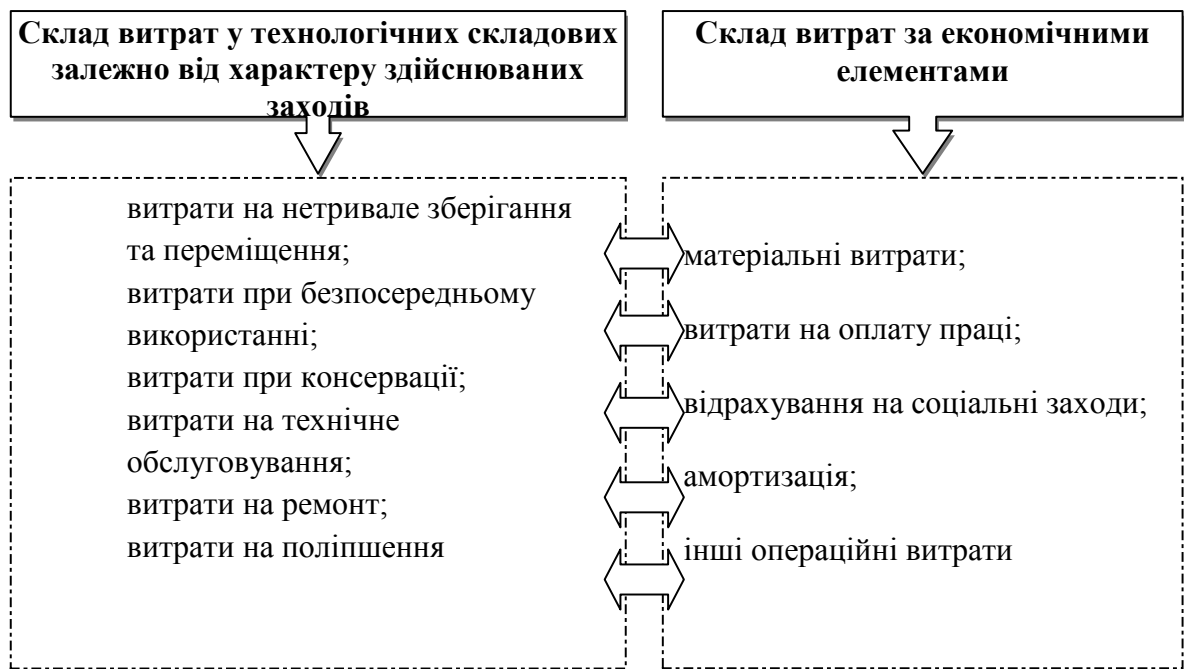 Склад витрат у технологічних складових
залежно від характеру здійснюваних
заходів
Склад витрат за економічними
елементами
витрати на нетривале зберігання
та переміщення;
витрати при безпосередньому
використанні;
витрати при консервації;
витрати на технічне
обслуговування;
витрати на ремонт;
витрати на поліпшення
матеріальні витрати;
витрати на оплату праці;
відрахування на соціальні заходи;
амортизація;
інші операційні витрати